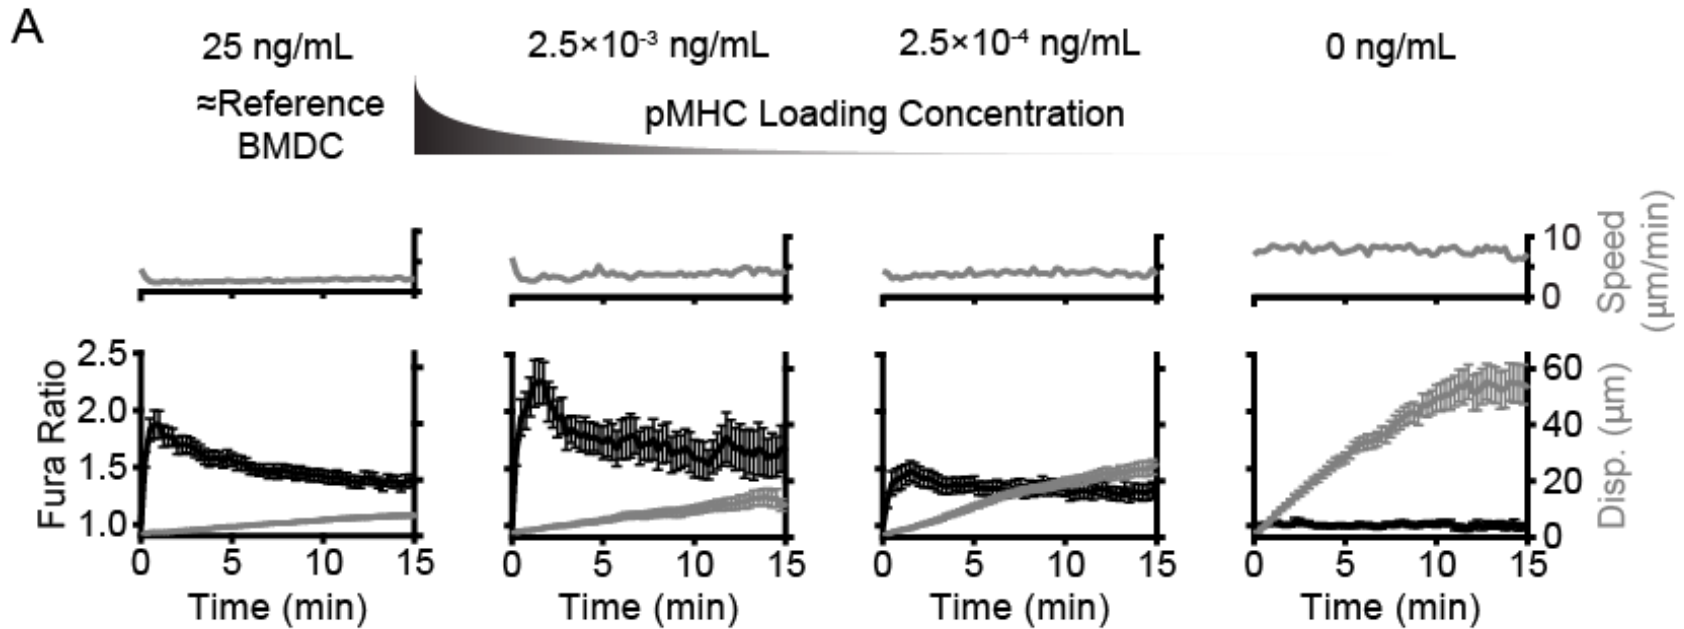 A
25 ng/mL
2.5×10⁻³ ng/mL
2.5×10⁻⁴ ng/mL
0 ng/mL
≈Reference
BMDC
pMHC Loading Concentration
10
0
Speed
(µm/min)
2.5
2.0
1.5
1.0
Fura Ratio
60
40
20
0
Disp. (µm)
0 5 10 15
0 5 10 15
0 5 10 15
0 5 10 15
Time (min)
Time (min)
Time (min)
Time (min)